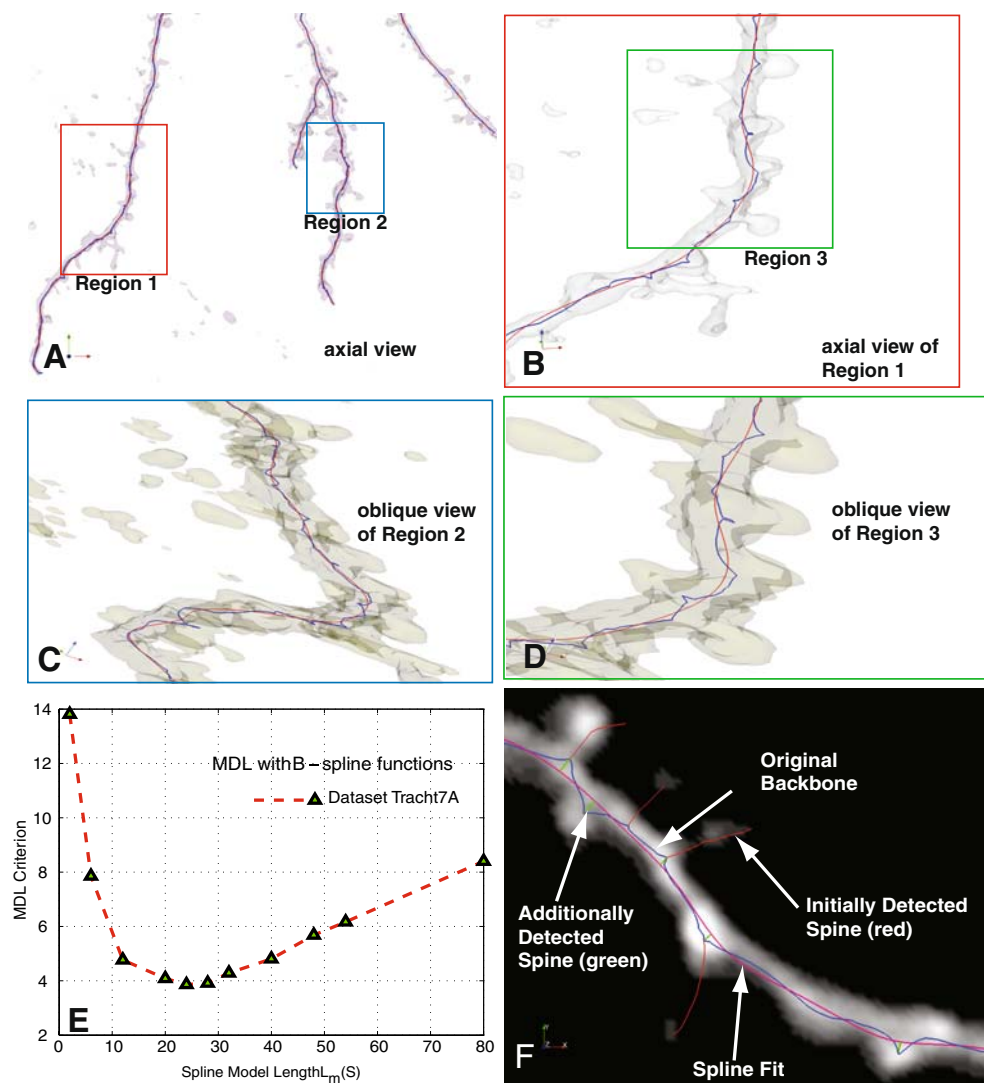 Region 1
Region 2
axial view
A
Region 3
axial view of
Region 1
B
oblique view
of Region 2
C
oblique view
of Region 3
D
14
12
10
8
6
4
2
0
10
20
30
40
50
60
70
80
MDL Criterion
Spline Model LengthL_m(S)
MDL withB – spline functions
Dataset Tracht7A
E
Original
Backbone
Additionally
Detected
Spine (green)
Initially Detected
Spine (red)
Spline Fit
F